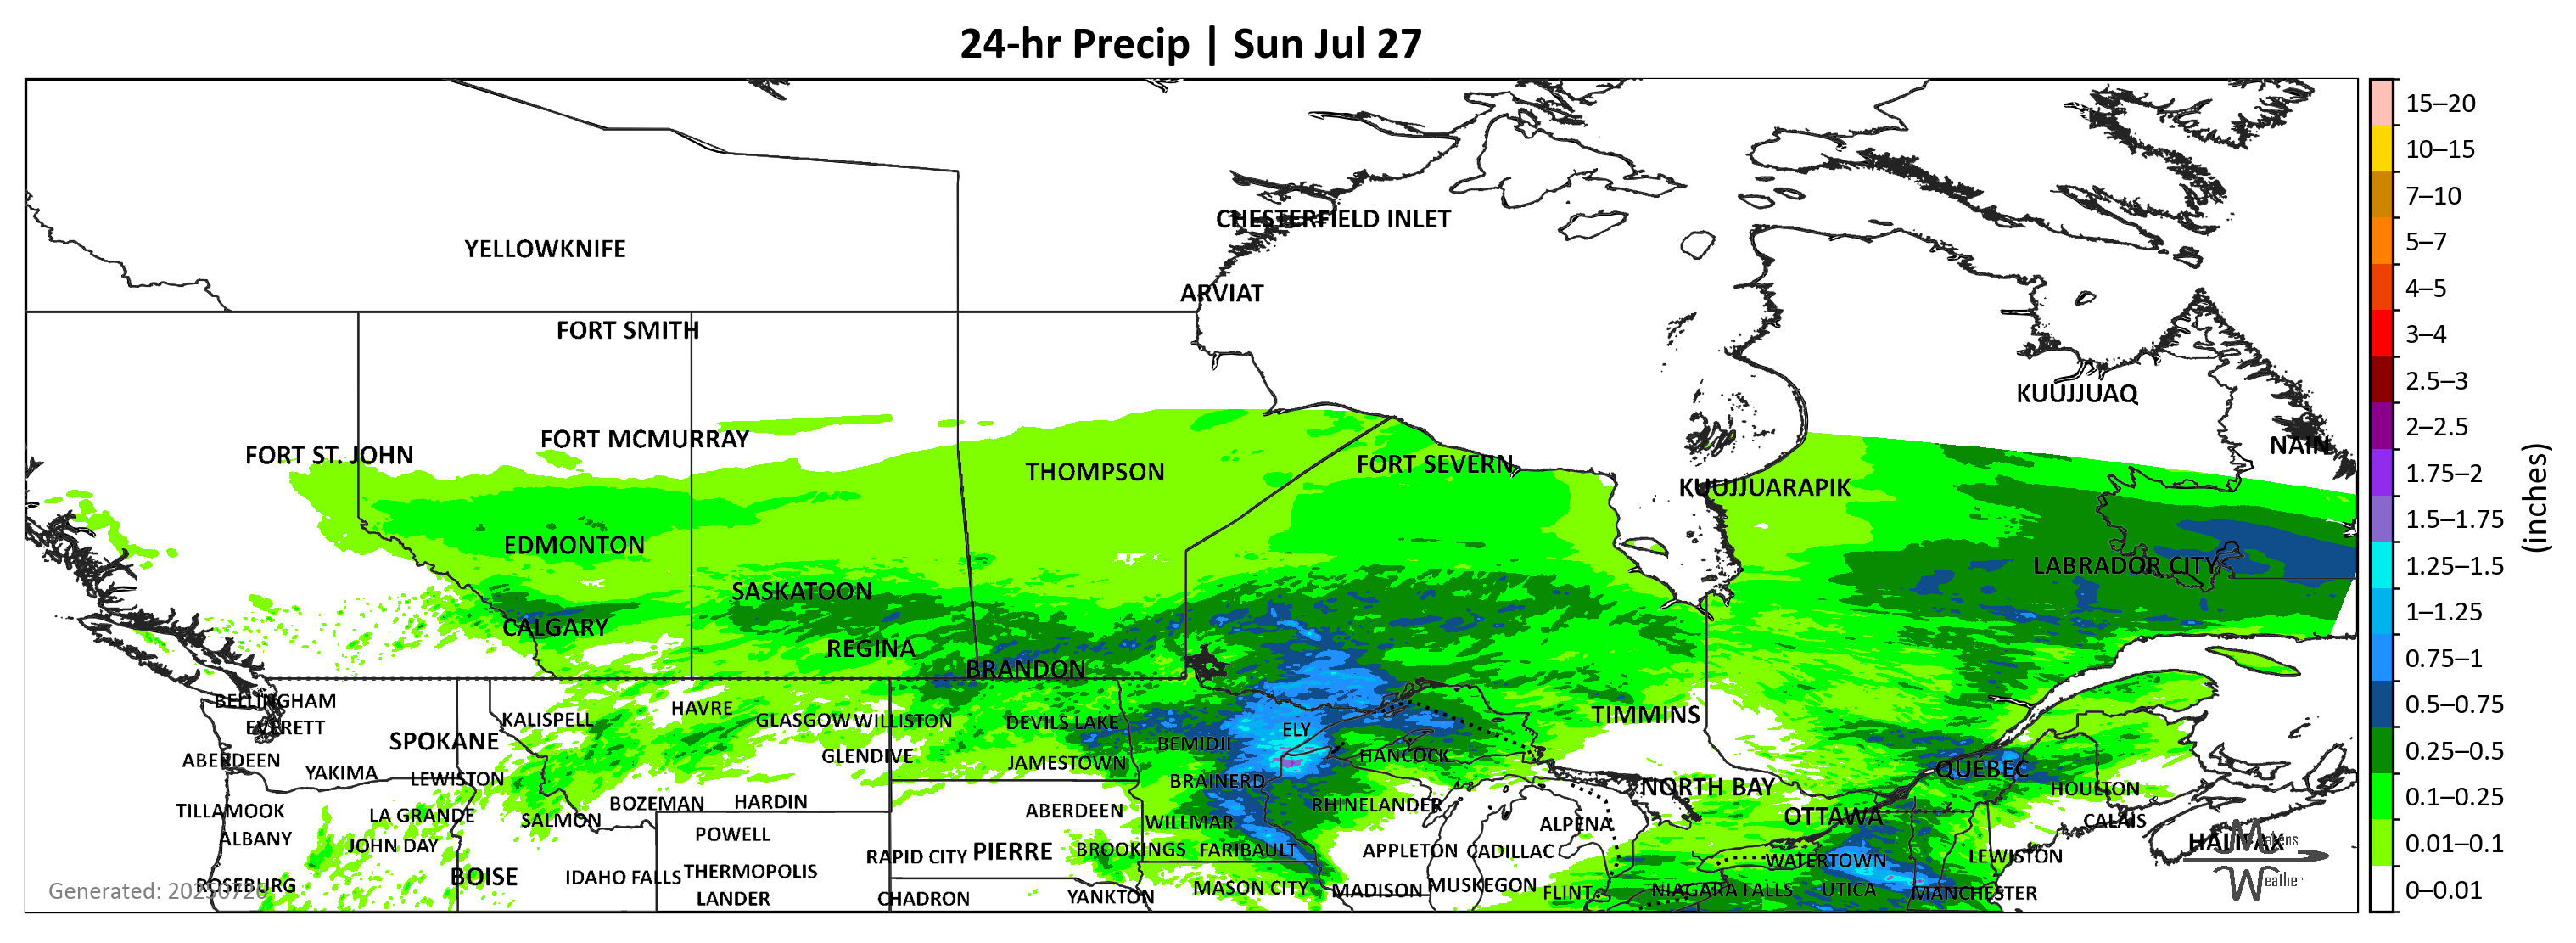 24-hr Precip | Sun Jul 27
CHESTERFIELD INLET
YELLOWKNIFE
ARVIAT
FORT SMITH
KUUJJUAQ
FORT MCMURRAY
NAIN
FORT ST. JOHN
THOMPSON
FORT SEVERN
KUUJJUARAPIK
EDMONTON
LABRADOR CITY
SASKATOON
CALGARY
REGINA
BRANDON
BELLINGHAM
KALISPELL
HAVRE
GLASGOW
WILLISTON
DEVILS LAKE
TIMMINS
EVERETT
ELY
SPOKANE
BEMIDJI
ABERDEEN
GLENDIVE
JAMESTOWN
HANCOCK
YAKIMA
LEWISTON
BRAINERD
QUEBEC
NORTH BAY
HOULTON
TILLAMOOK
LA GRANDE
BOZEMAN
HARDIN
ABERDEEN
RHINELANDER
SALMON
WILLMAR
ALPENA
OTTAWA
CALAIS
ALBANY
JOHN DAY
POWELL
HALIFAX
RAPID CITY
PIERRE
BROOKINGS
FARIBAULT
APPLETON
CADILLAC
WATERTOWN
LEWISTON
BOISE
IDAHO FALLS
THERMOPOLIS
ROSEBURG
LANDER
CHADRON
YANKTON
MASON CITY
MADISON
MUSKEGON
FLINT
NIAGARA FALLS
UTICA
MANCHESTER
Weather
15–20
10–15
7–10
5–7
4–5
3–4
2.5–3
2–2.5
1.75–2
1.5–1.75
1.25–1.5
1–1.25
0.75–1
0.5–0.75
0.25–0.5
0.1–0.25
0.01–0.1
0–0.01
(inches)
Generated: